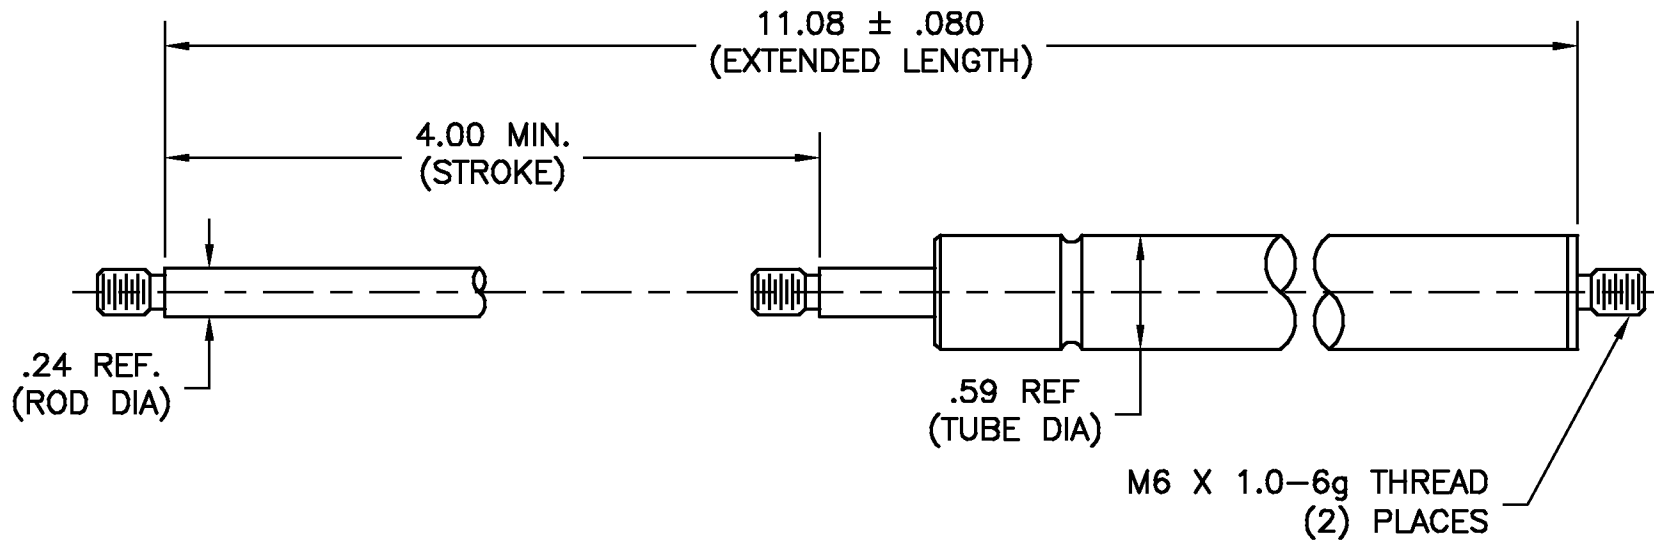 11.08 ± .080
(EXTENDED LENGTH)
4.00 MIN.
(STROKE)
.24 REF.
(ROD DIA)
.59 REF
(TUBE DIA)
M6 X 1.0-6g THREAD
(2) PLACES